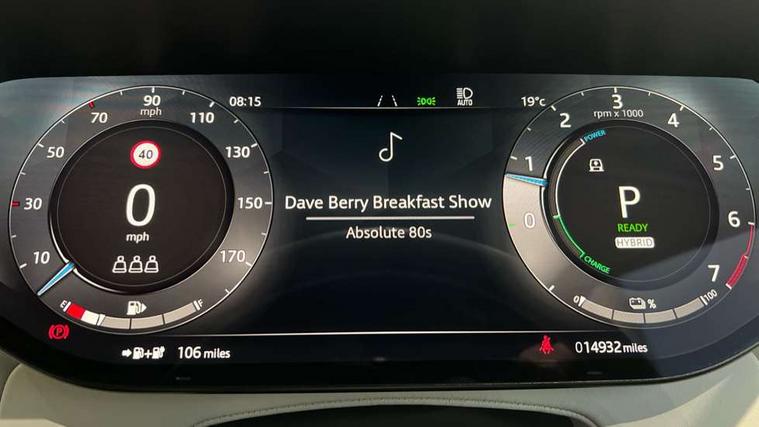 08:15
AUTO
19°c
10
30
50
70
90
mph
110
130
150
170
40
0
mph
E
F
P
106 miles
Dave Berry Breakfast Show
Absolute 80s
0
1
2
3
rpm x 1000
4
5
6
7
POWER
P
READY
HYBRID
CHARGE
0
%
100
014932 miles